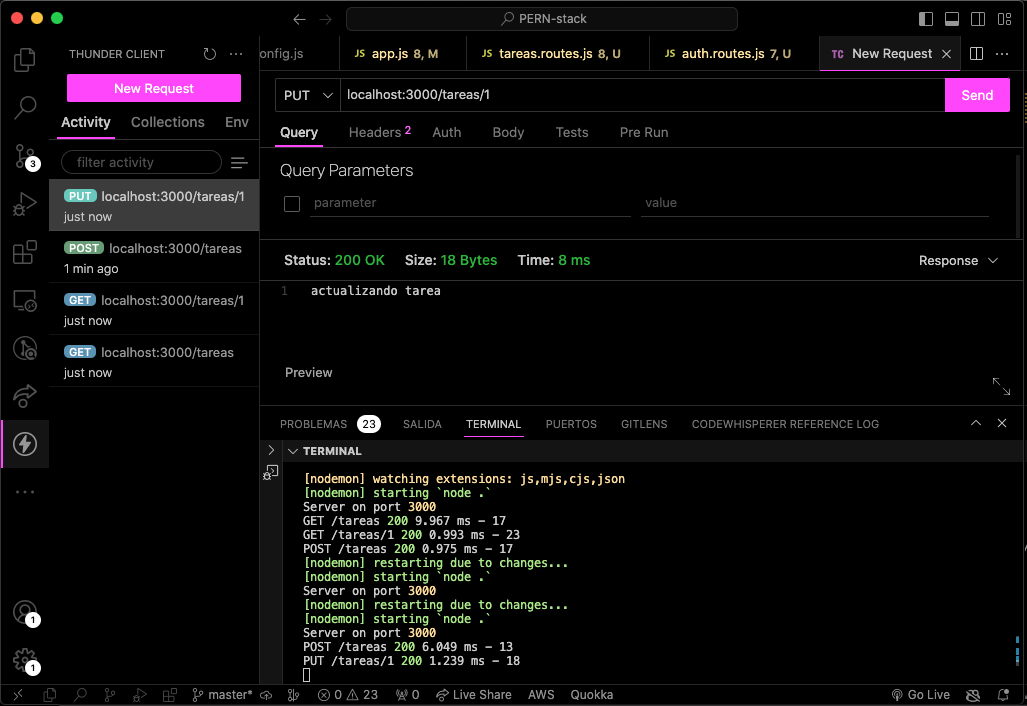 PERN-stack
THUNDER CLIENT
onfig.js
JS app.js 8, M
JS tareas.routes.js 8, U
JS auth.routes.js 7, U
TC New Request
New Request
Activity
Collections
Env
filter activity
PUT localhost:3000/tareas/1
just now
POST localhost:3000/tareas
1 min ago
GET localhost:3000/tareas/1
just now
GET localhost:3000/tareas
just now
3
1
1
PUT
localhost:3000/tareas/1
Send
Query
Headers 2
Auth
Body
Tests
Pre Run
Query Parameters
parameter
value
Status: 200 OK
Size: 18 Bytes
Time: 8 ms
Response
1 actualizando tarea
Preview
PROBLEMAS 23
SALIDA
TERMINAL
PUERTOS
GITLENS
CODEWHISPERER REFERENCE LOG
TERMINAL
[nodemon] watching extensions: js,mjs,cjs,json
[nodemon] starting `node .`
Server on port 3000
GET /tareas 200 9.967 ms - 17
GET /tareas/1 200 0.993 ms - 23
POST /tareas 200 0.975 ms - 17
[nodemon] restarting due to changes...
[nodemon] starting `node .`
Server on port 3000
[nodemon] restarting due to changes...
[nodemon] starting `node .`
Server on port 3000
POST /tareas 200 6.049 ms - 13
PUT /tareas/1 200 1.239 ms - 18
master*
0 23
0
Live Share
AWS
Quokka
Go Live